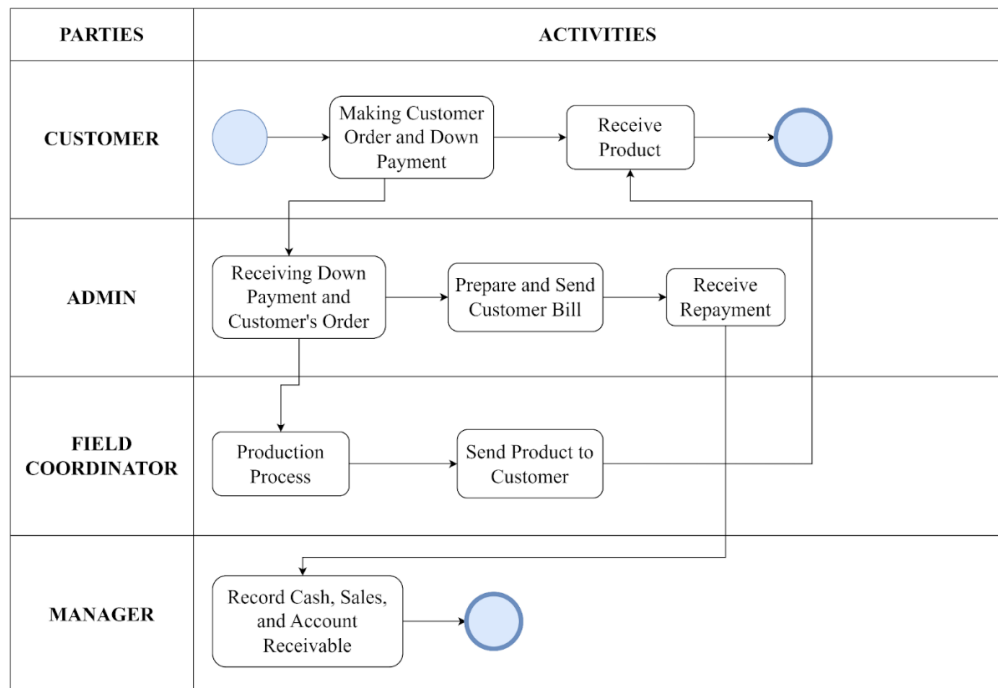 PARTIES
ACTIVITIES
CUSTOMER
Making Customer
Order and Down
Payment
Receive
Product
ADMIN
Receiving Down
Payment and
Customer's Order
Prepare and Send
Customer Bill
Receive
Repayment
FIELD
COORDINATOR
Production
Process
Send Product to
Customer
MANAGER
Record Cash, Sales,
and Account
Receivable